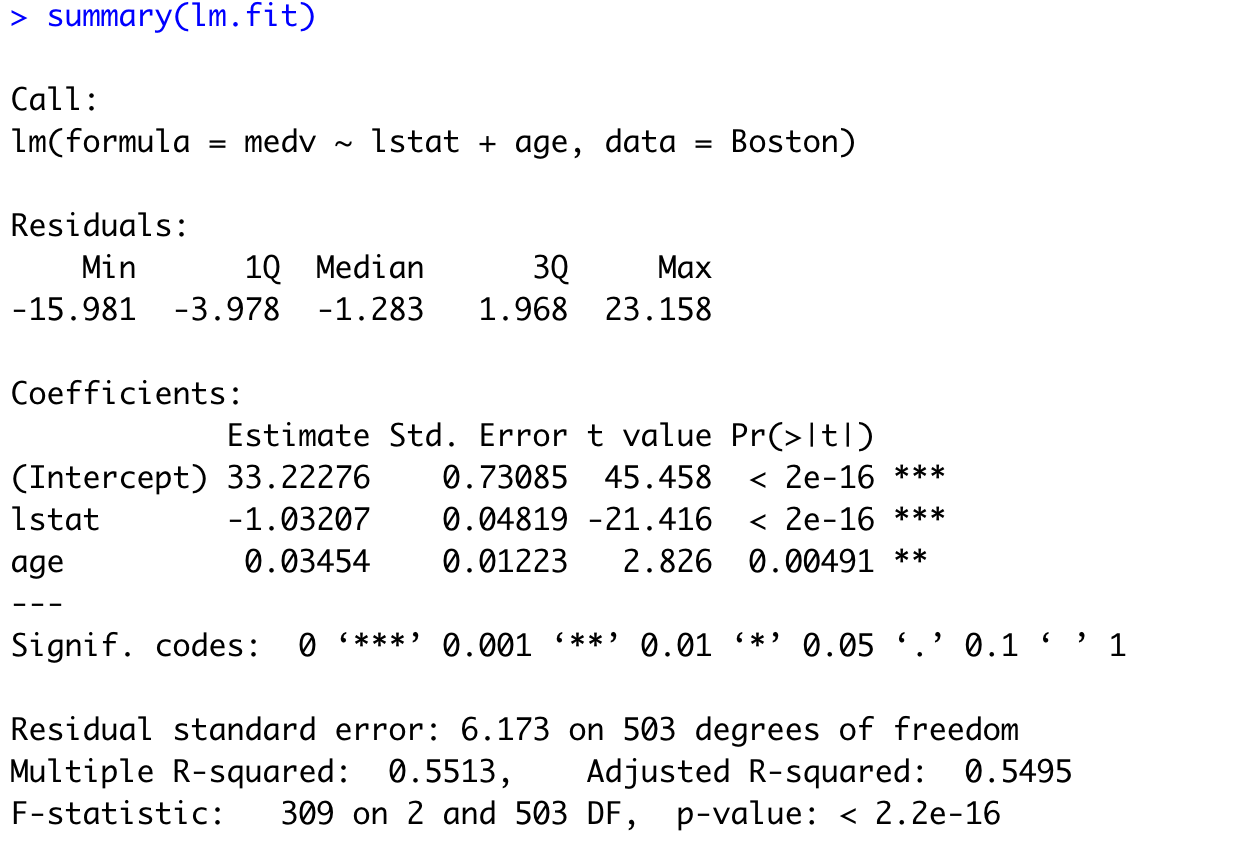 > summary(lm.fit)
Call:
lm(formula = medv ~ lstat + age, data = Boston)
Residuals:
    Min      1Q  Median      3Q     Max
-15.981  -3.978  -1.283   1.968  23.158
Coefficients:
            Estimate Std. Error t value Pr(>|t|)
(Intercept) 33.22276    0.73085  45.458  < 2e-16 ***
lstat       -1.03207    0.04819 -21.416  < 2e-16 ***
age          0.03454    0.01223   2.826  0.00491 **
---
Signif. codes:  0 ‘***’ 0.001 ‘**’ 0.01 ‘*’ 0.05 ‘.’ 0.1 ‘ ’ 1
Residual standard error: 6.173 on 503 degrees of freedom
Multiple R-squared:  0.5513,    Adjusted R-squared:  0.5495
F-statistic:   309 on 2 and 503 DF,  p-value: < 2.2e-16